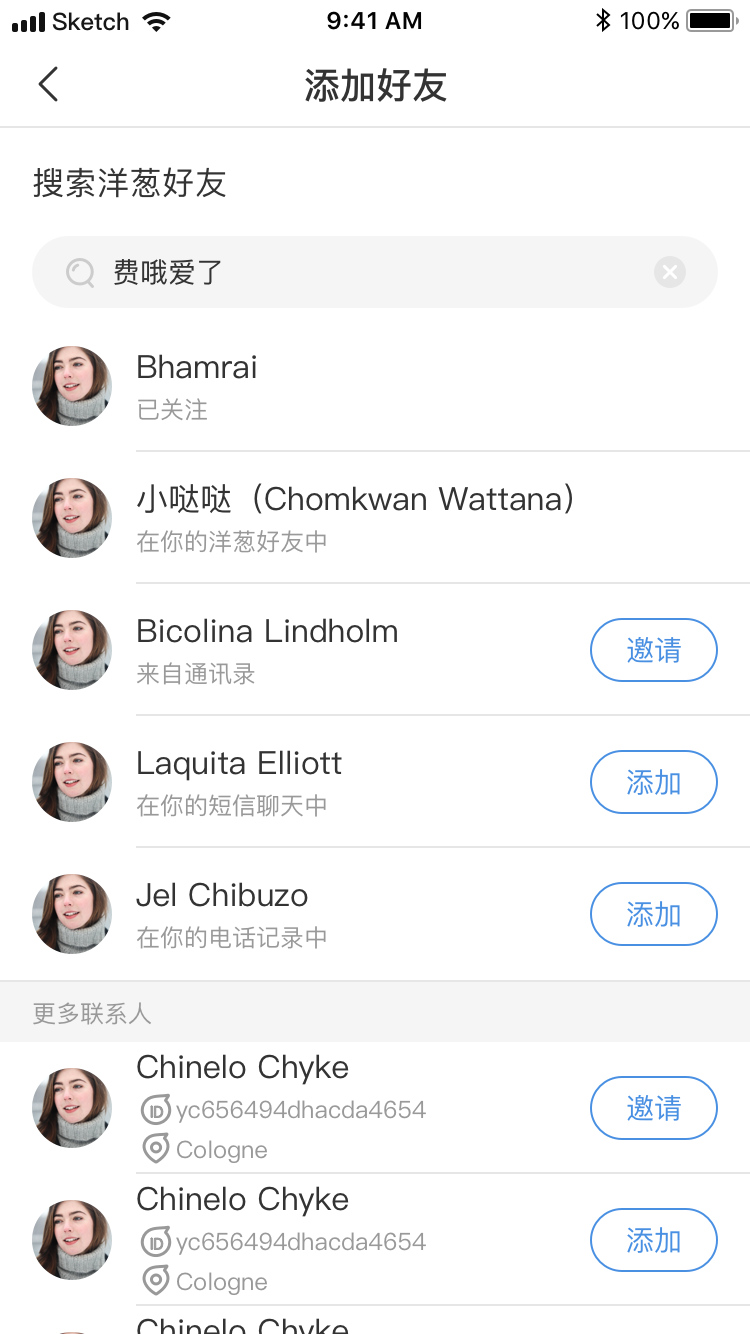 Sketch 9:41 AM 100%
添加好友
搜索洋葱好友
费哦爱了
Bhamrai
已关注
小哒哒（Chomkwan Wattana）
在你的洋葱好友中
Bicolina Lindholm
来自通讯录
邀请
Laquita Elliott
在你的短信聊天中
添加
Jel Chibuzo
在你的电话记录中
添加
更多联系人
Chinelo Chyke
ID yc656494dhacda4654
Cologne
邀请
Chinelo Chyke
ID yc656494dhacda4654
Cologne
添加
Chinelo Chyke